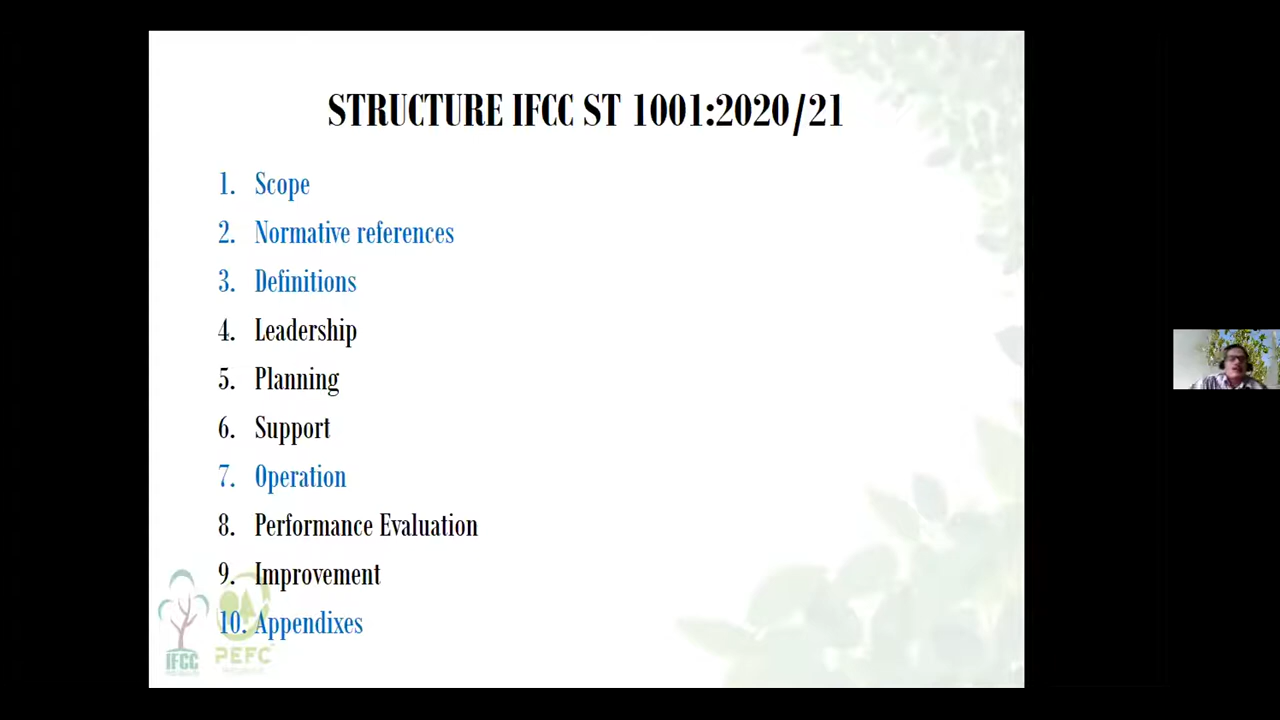 STRUCTURE IFCC ST 1001:2020/21
1. Scope
2. Normative references
3. Definitions
4. Leadership
5. Planning
6. Support
7. Operation
8. Performance Evaluation
9. Improvement
10. Appendixes
IFCC
PEFC